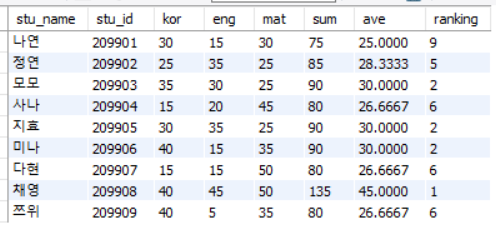 stu_name stu_id kor eng mat sum ave ranking
나연 209901 30 15 30 75 25.0000 9
정연 209902 25 35 25 85 28.3333 5
모모 209903 35 30 25 90 30.0000 2
사나 209904 15 20 45 80 26.6667 6
지효 209905 30 35 25 90 30.0000 2
미나 209906 40 15 35 90 30.0000 2
다현 209907 15 15 50 80 26.6667 6
채영 209908 40 45 50 135 45.0000 1
쯔위 209909 40 5 35 80 26.6667 6